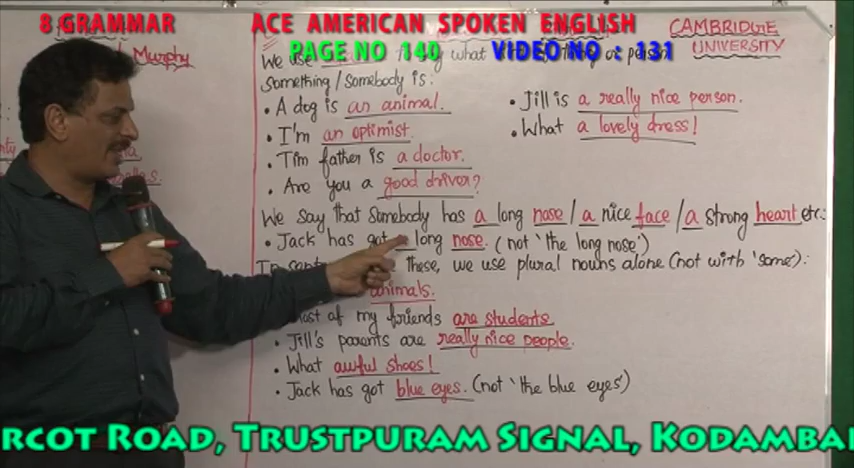 8 GRAMMAR ACE AMERICAN SPOKEN ENGLISH CAMBRIDGE
PAGE NO 140 VIDEO NO : 131 UNIVERSITY
Murphy
We use what person
Something/Somebody is:
• A dog is an animal.
• I'm an optimist.
• Tim father is a doctor.
• Are you a good driver?
• Jill is a really nice person.
• What a lovely dress!
We say that Somebody has a long nose / a nice face / a strong heart etc.:
• Jack has got long nose. (not 'the long nose')
these, we use plural nouns alone (not with 'some'):
animals.
of my friends are students.
• Jill's parents are really nice people.
• What awful shoes!
• Jack has got blue eyes. (not 'the blue eyes')
RCOT ROAD, TRUSTPURAM SIGNAL, KODAMBA